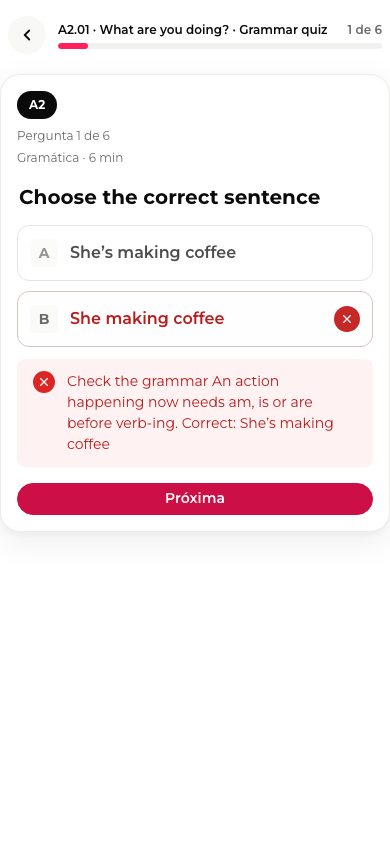 A2.01 · What are you doing? · Grammar quiz 1 de 6
A2
Pergunta 1 de 6
Gramática · 6 min
Choose the correct sentence
A She’s making coffee
B She making coffee
Check the grammar An action
happening now needs am, is or are
before verb-ing. Correct: She’s making
coffee
Próxima